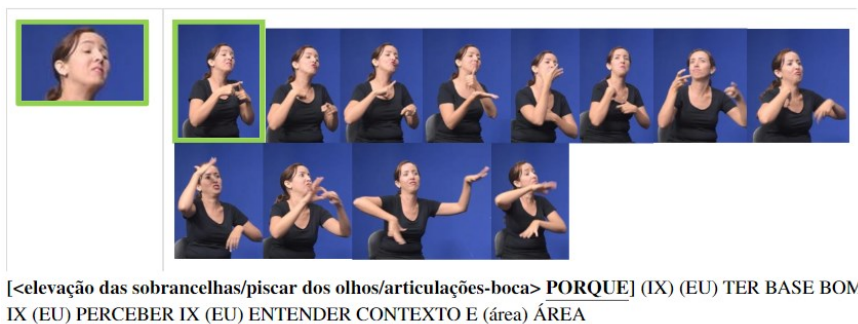 [<elevação das sobrancelhas/piscar dos olhos/articulações-boca> PORQUE] (IX) (EU) TER BASE BOM
IX (EU) PERCEBER IX (EU) ENTENDER CONTEXTO E (área) ÁREA